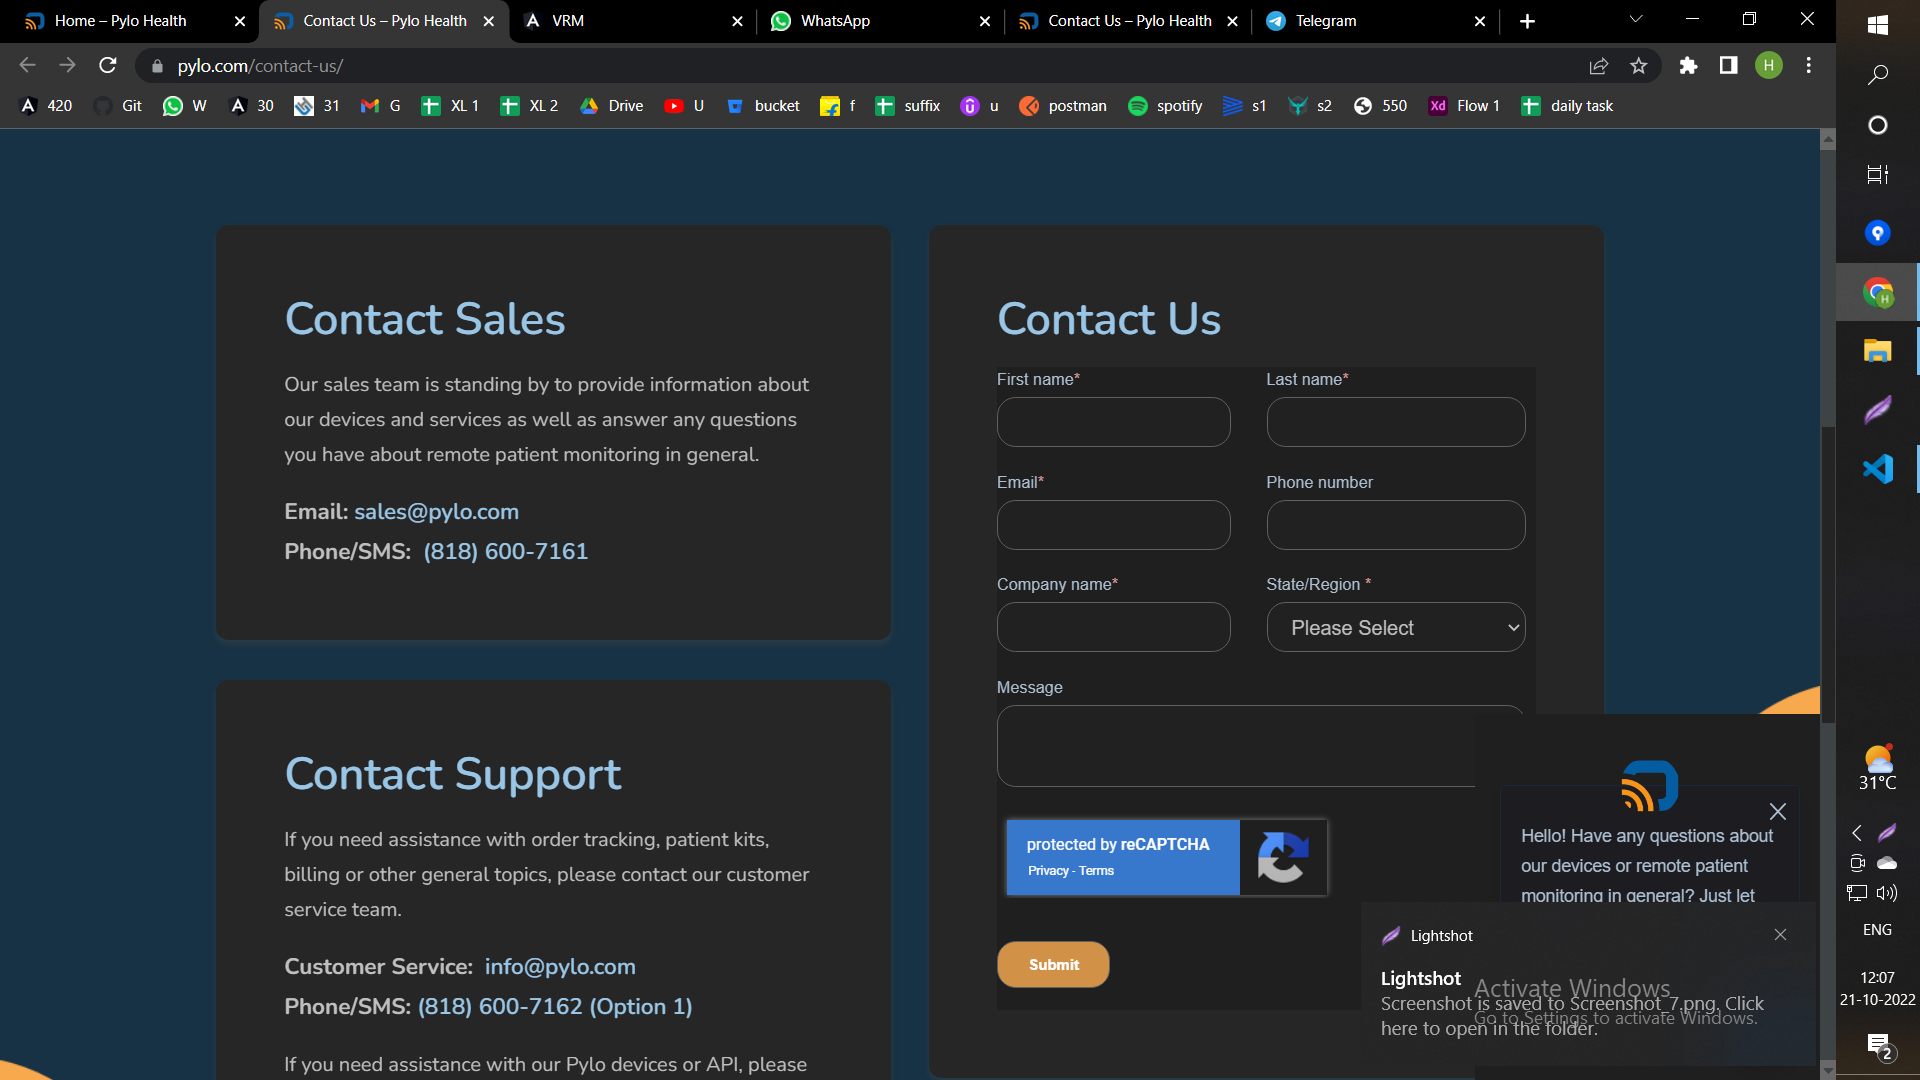 Home – Pylo Health
Contact Us – Pylo Health
VRM
WhatsApp
Contact Us – Pylo Health
Telegram
pylo.com/contact-us/
H
420
Git
W
30
31
G
XL 1
XL 2
Drive
U
bucket
f
suffix
u
postman
spotify
s1
s2
550
Xd
Flow 1
daily task
Contact Sales
Our sales team is standing by to provide information about
our devices and services as well as answer any questions
you have about remote patient monitoring in general.
Email: sales@pylo.com
Phone/SMS: (818) 600-7161
Contact Support
If you need assistance with order tracking, patient kits,
billing or other general topics, please contact our customer
service team.
Customer Service: info@pylo.com
Phone/SMS: (818) 600-7162 (Option 1)
If you need assistance with our Pylo devices or API, please
Contact Us
First name*
Last name*
Email*
Phone number
Company name*
State/Region *
Please Select
Message
protected by reCAPTCHA
Privacy - Terms
Submit
Hello! Have any questions about
our devices or remote patient
monitoring in general? Just let
Lightshot
Lightshot
Screenshot is saved to Screenshot_7.png. Click
here to open in the folder.
Activate Windows
Go to Settings to activate Windows.
H
31°C
ENG
12:07
21-10-2022
2